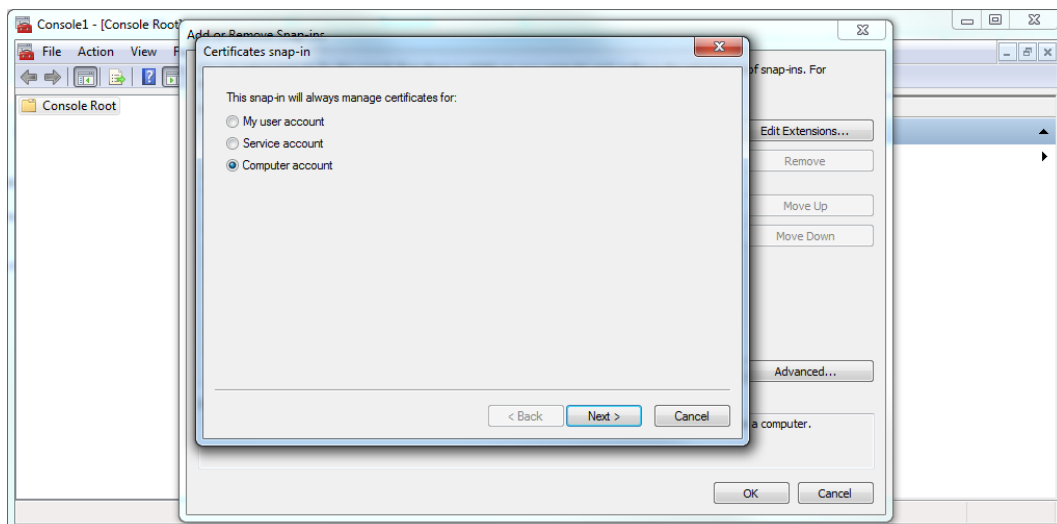 Console1 - [Console Root]
Add or Remove Snap-ins
File Action View
Certificates snap-in
of snap-ins. For
Console Root
This snap-in will always manage certificates for:
My user account
Service account
Computer account
Edit Extensions...
Remove
Move Up
Move Down
Advanced...
< Back
Next >
Cancel
a computer.
OK
Cancel